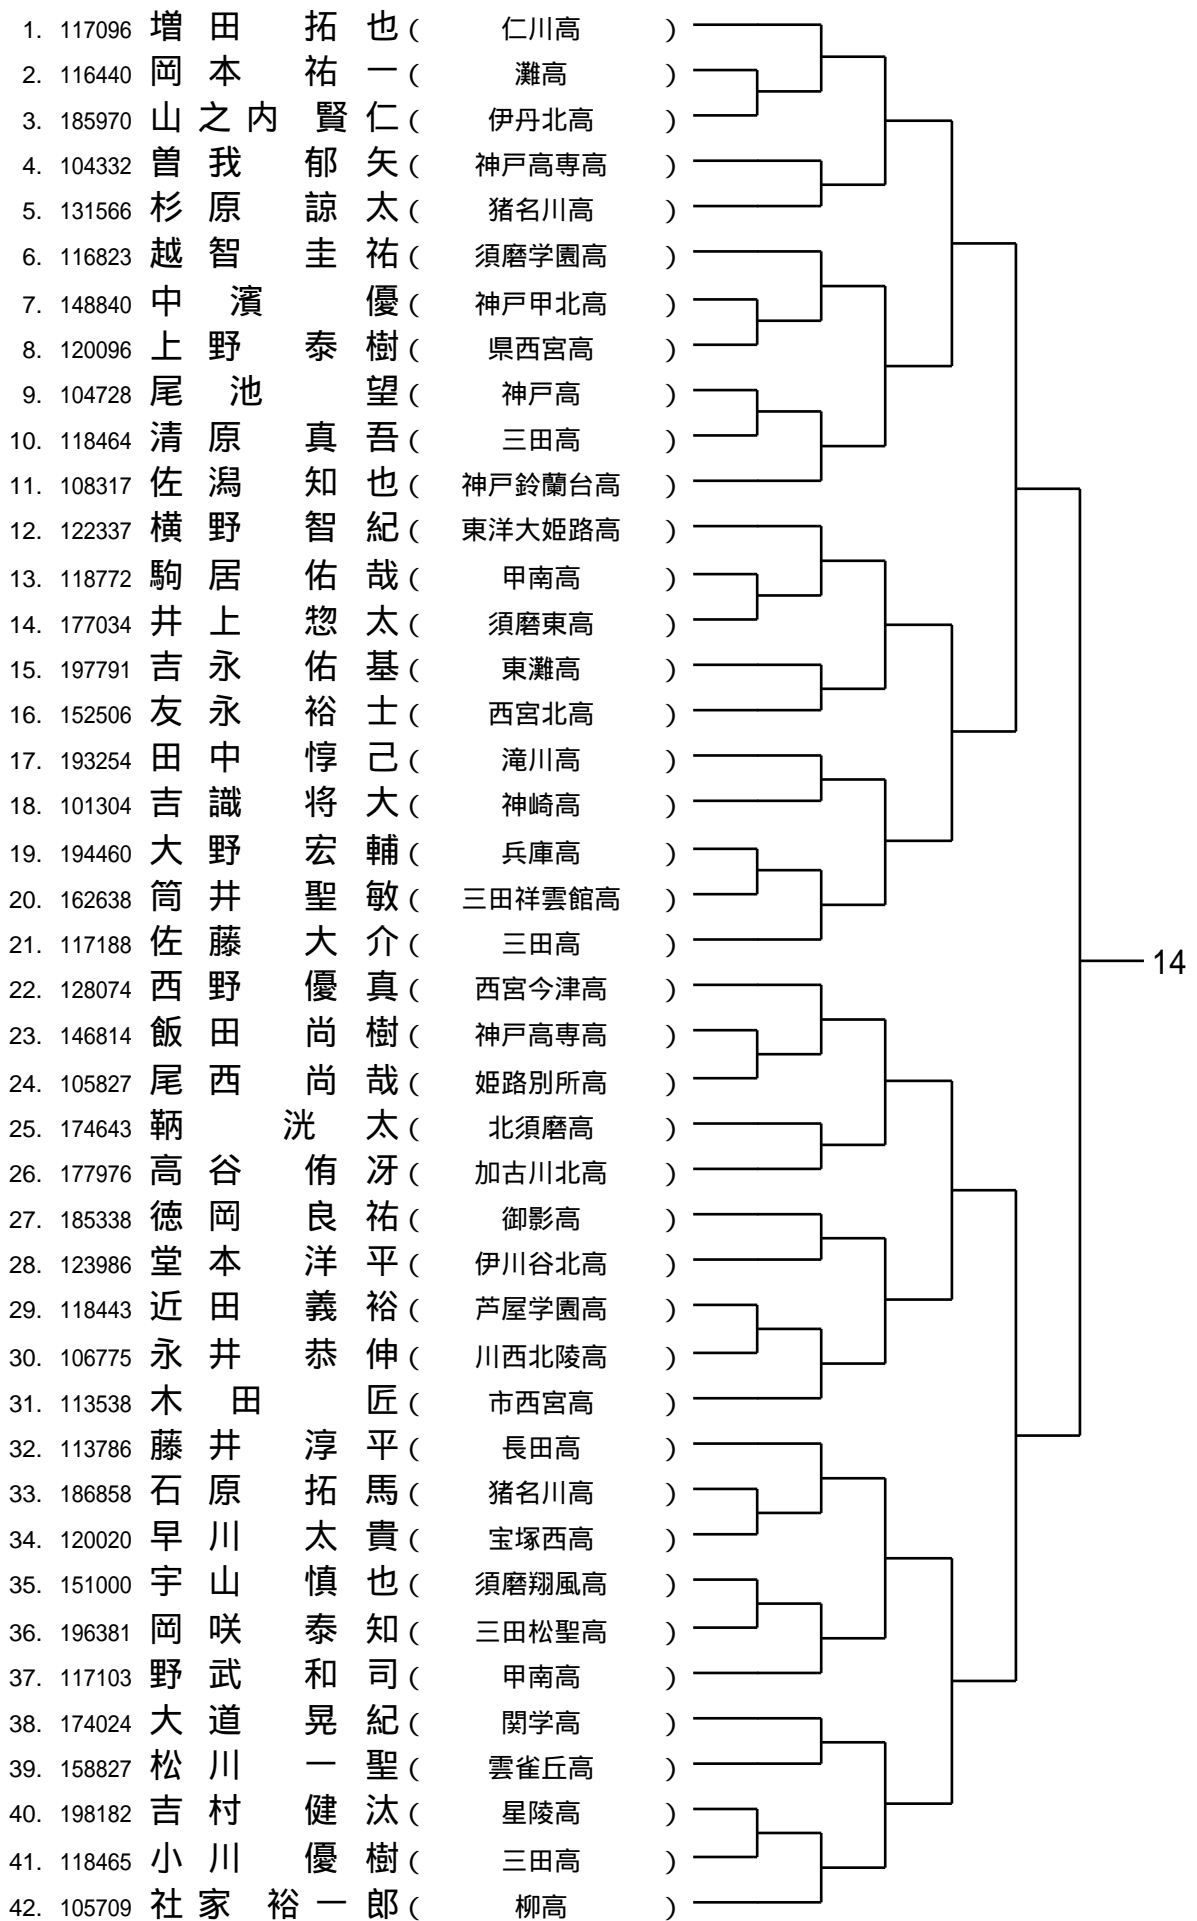 1. 117096 増田 拓也 ( 仁川高 )
2. 116440 岡本 祐一 ( 灘高 )
3. 185970 山之内 賢仁 ( 伊丹北高 )
4. 104332 曽我 郁矢 ( 神戸高専高 )
5. 131566 杉原 諒太 ( 猪名川高 )
6. 116823 越智 圭祐 ( 須磨学園高 )
7. 148840 中濱 優 ( 神戸甲北高 )
8. 120096 上野 泰樹 ( 県西宮高 )
9. 104728 尾池 望 ( 神戸高 )
10. 118464 清原 真吾 ( 三田高 )
11. 108317 佐潟 知也 ( 神戸鈴蘭台高 )
12. 122337 横野 智紀 ( 東洋大姫路高 )
13. 118772 駒居 佑哉 ( 甲南高 )
14. 177034 井上 惣太 ( 須磨東高 )
15. 197791 吉永 佑基 ( 東灘高 )
16. 152506 友永 裕士 ( 西宮北高 )
17. 193254 田中 惇己 ( 滝川高 )
18. 101304 吉識 将大 ( 神崎高 )
19. 194460 大野 宏輔 ( 兵庫高 )
20. 162638 筒井 聖敏 ( 三田祥雲館高 )
21. 117188 佐藤 大介 ( 三田高 )
14
22. 128074 西野 優真 ( 西宮今津高 )
23. 146814 飯田 尚樹 ( 神戸高専高 )
24. 105827 尾西 尚哉 ( 姫路別所高 )
25. 174643 鞆 洸太 ( 北須磨高 )
26. 177976 高谷 侑冴 ( 加古川北高 )
27. 185338 徳岡 良祐 ( 御影高 )
28. 123986 堂本 洋平 ( 伊川谷北高 )
29. 118443 近田 義裕 ( 芦屋学園高 )
30. 106775 永井 恭伸 ( 川西北陵高 )
31. 113538 木田 匠 ( 市西宮高 )
32. 113786 藤井 淳平 ( 長田高 )
33. 186858 石原 拓馬 ( 猪名川高 )
34. 120020 早川 太貴 ( 宝塚西高 )
35. 151000 宇山 慎也 ( 須磨翔風高 )
36. 196381 岡咲 泰知 ( 三田松聖高 )
37. 117103 野武 和司 ( 甲南高 )
38. 174024 大道 晃紀 ( 関学高 )
39. 158827 松川 一聖 ( 雲雀丘高 )
40. 198182 吉村 健汰 ( 星陵高 )
41. 118465 小川 優樹 ( 三田高 )
42. 105709 社家 裕一郎 ( 柳高 )